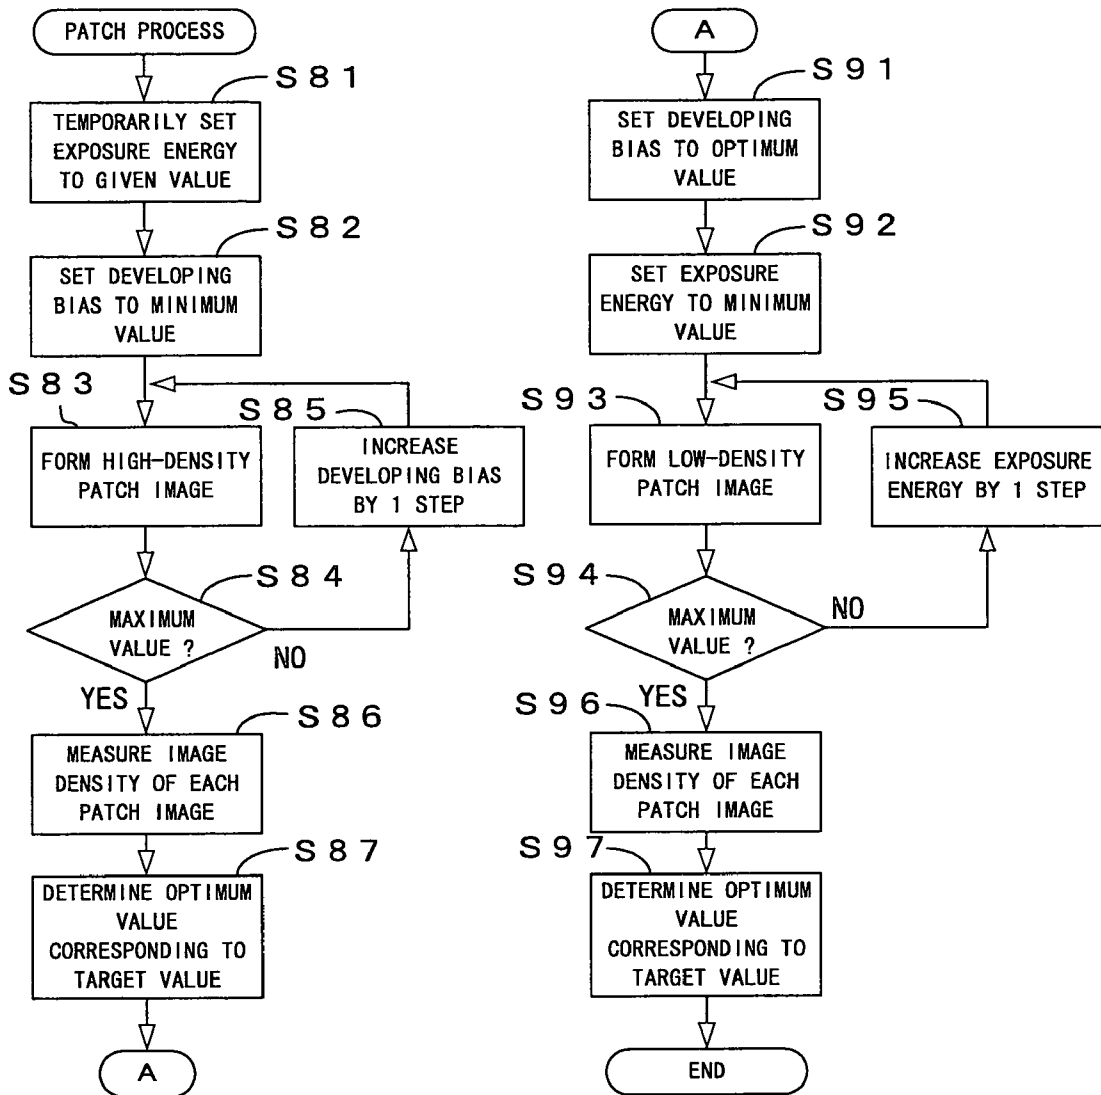 PATCH PROCESS
S81
TEMPORARILY SET
EXPOSURE ENERGY
TO GIVEN VALUE
S82
SET DEVELOPING
BIAS TO MINIMUM
VALUE
S83
FORM HIGH-DENSITY
PATCH IMAGE
S85
INCREASE
DEVELOPING BIAS
BY 1 STEP
S84
MAXIMUM
VALUE ?
NO
YES
S86
MEASURE IMAGE
DENSITY OF EACH
PATCH IMAGE
S87
DETERMINE OPTIMUM
VALUE
CORRESPONDING TO
TARGET VALUE
A
A
S91
SET DEVELOPING
BIAS TO OPTIMUM
VALUE
S92
SET EXPOSURE
ENERGY TO MINIMUM
VALUE
S93
FORM LOW-DENSITY
PATCH IMAGE
S95
INCREASE EXPOSURE
ENERGY BY 1 STEP
S94
MAXIMUM
VALUE ?
NO
YES
S96
MEASURE IMAGE
DENSITY OF EACH
PATCH IMAGE
S97
DETERMINE OPTIMUM
VALUE
CORRESPONDING TO
TARGET VALUE
END